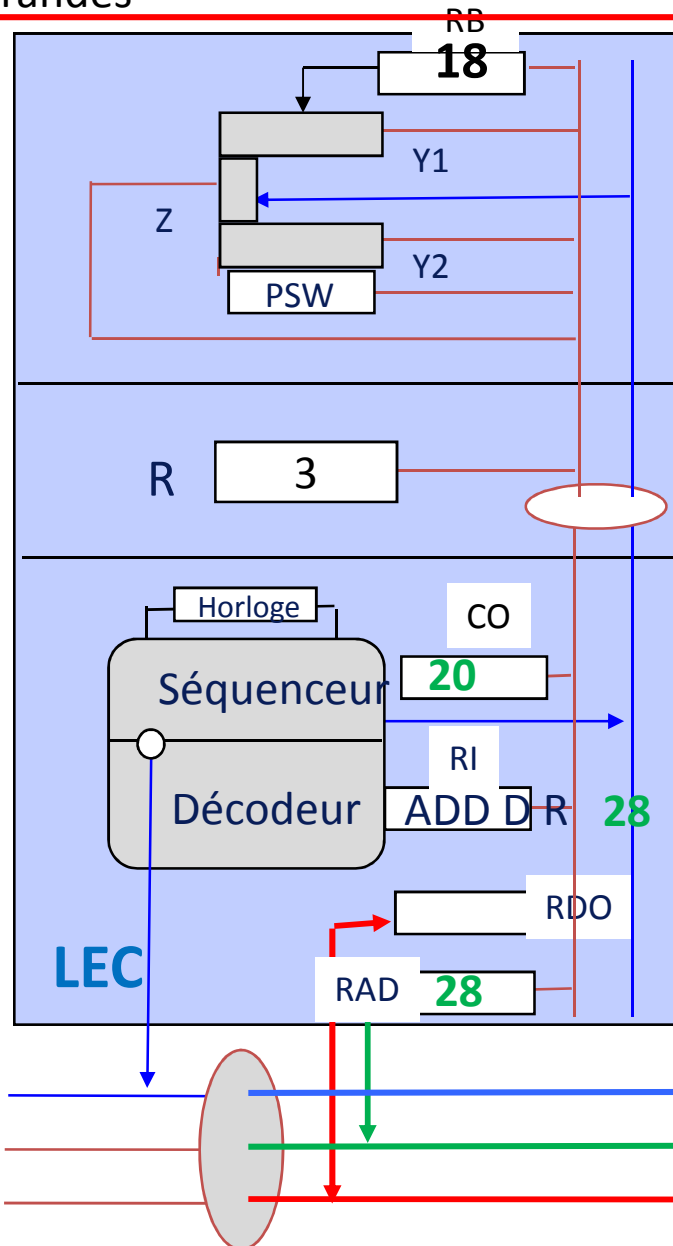 RB
18
Y1
Z
Y2
PSW
R
3
Horloge
CO
Séquenceur
20
RI
Décodeur
ADD D R 28
RDO
LEC
RAD
28